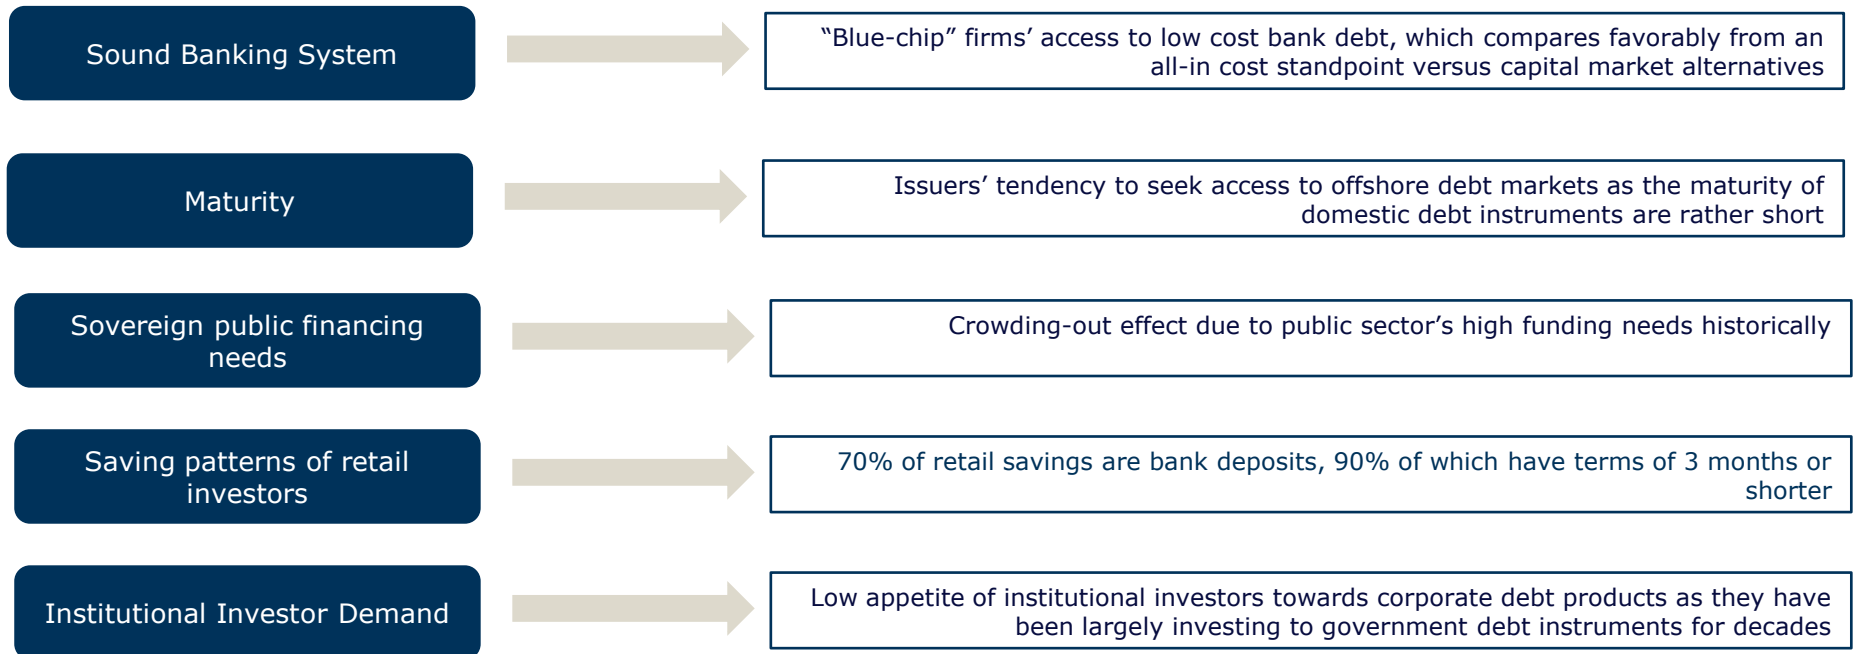 Sound Banking System
“Blue-chip” firms’ access to low cost bank debt, which compares favorably from an
all-in cost standpoint versus capital market alternatives
Maturity
Issuers’ tendency to seek access to offshore debt markets as the maturity of
domestic debt instruments are rather short
Sovereign public financing
needs
Crowding-out effect due to public sector’s high funding needs historically
Saving patterns of retail
investors
70% of retail savings are bank deposits, 90% of which have terms of 3 months or
shorter
Institutional Investor Demand
Low appetite of institutional investors towards corporate debt products as they have
been largely investing to government debt instruments for decades